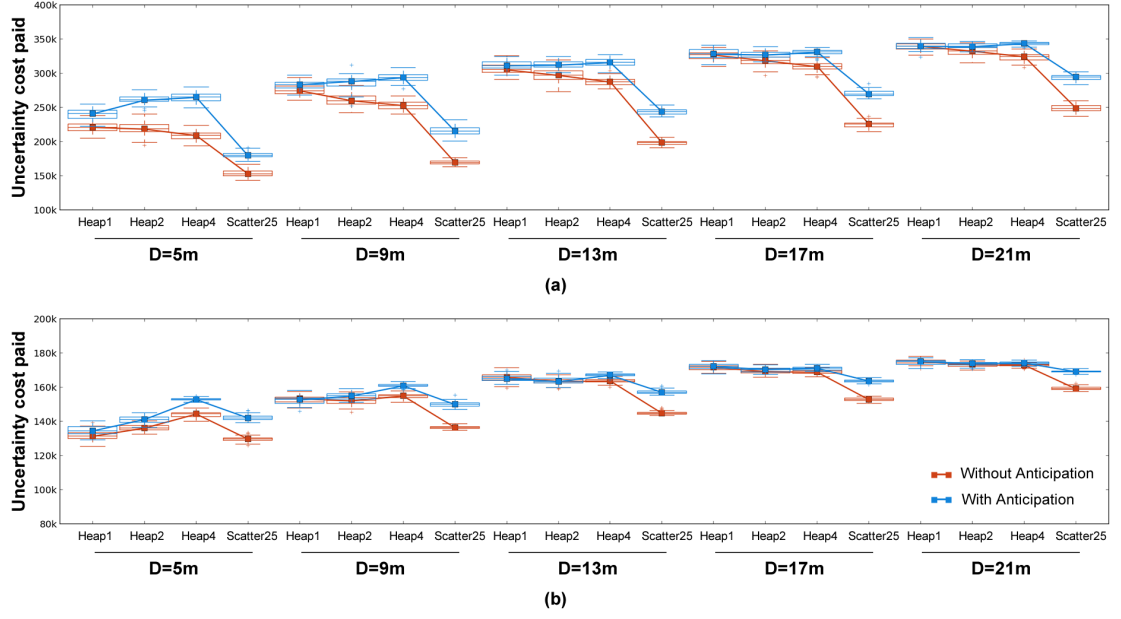 Uncertainty cost paid
400k
350k
300k
250k
200k
150k
100k
Heap1 Heap2 Heap4 Scatter25 Heap1 Heap2 Heap4 Scatter25 Heap1 Heap2 Heap4 Scatter25 Heap1 Heap2 Heap4 Scatter25 Heap1 Heap2 Heap4 Scatter25
D=5m D=9m D=13m D=17m D=21m
(a)
Uncertainty cost paid
200k
180k
160k
140k
120k
100k
80k
Without Anticipation
With Anticipation
Heap1 Heap2 Heap4 Scatter25 Heap1 Heap2 Heap4 Scatter25 Heap1 Heap2 Heap4 Scatter25 Heap1 Heap2 Heap4 Scatter25 Heap1 Heap2 Heap4 Scatter25
D=5m D=9m D=13m D=17m D=21m
(b)